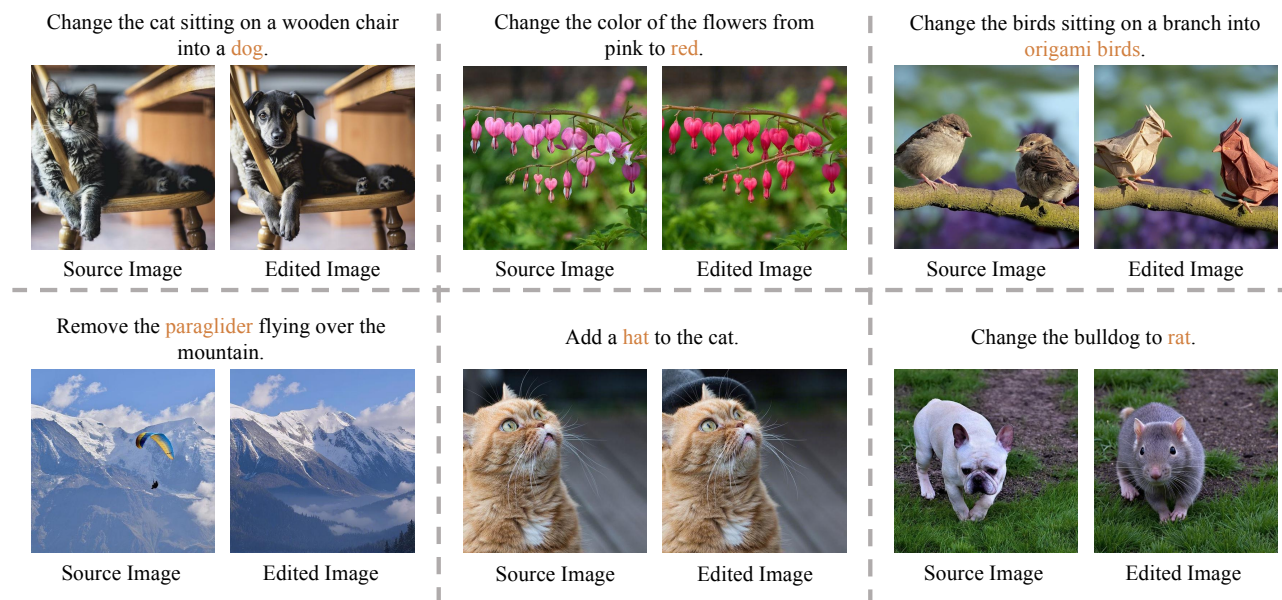 Change the cat sitting on a wooden chair
into a dog.
Source Image
Edited Image
Change the color of the flowers from
pink to red.
Source Image
Edited Image
Change the birds sitting on a branch into
origami birds.
Source Image
Edited Image
Remove the paraglider flying over the
mountain.
Source Image
Edited Image
Add a hat to the cat.
Source Image
Edited Image
Change the bulldog to rat.
Source Image
Edited Image